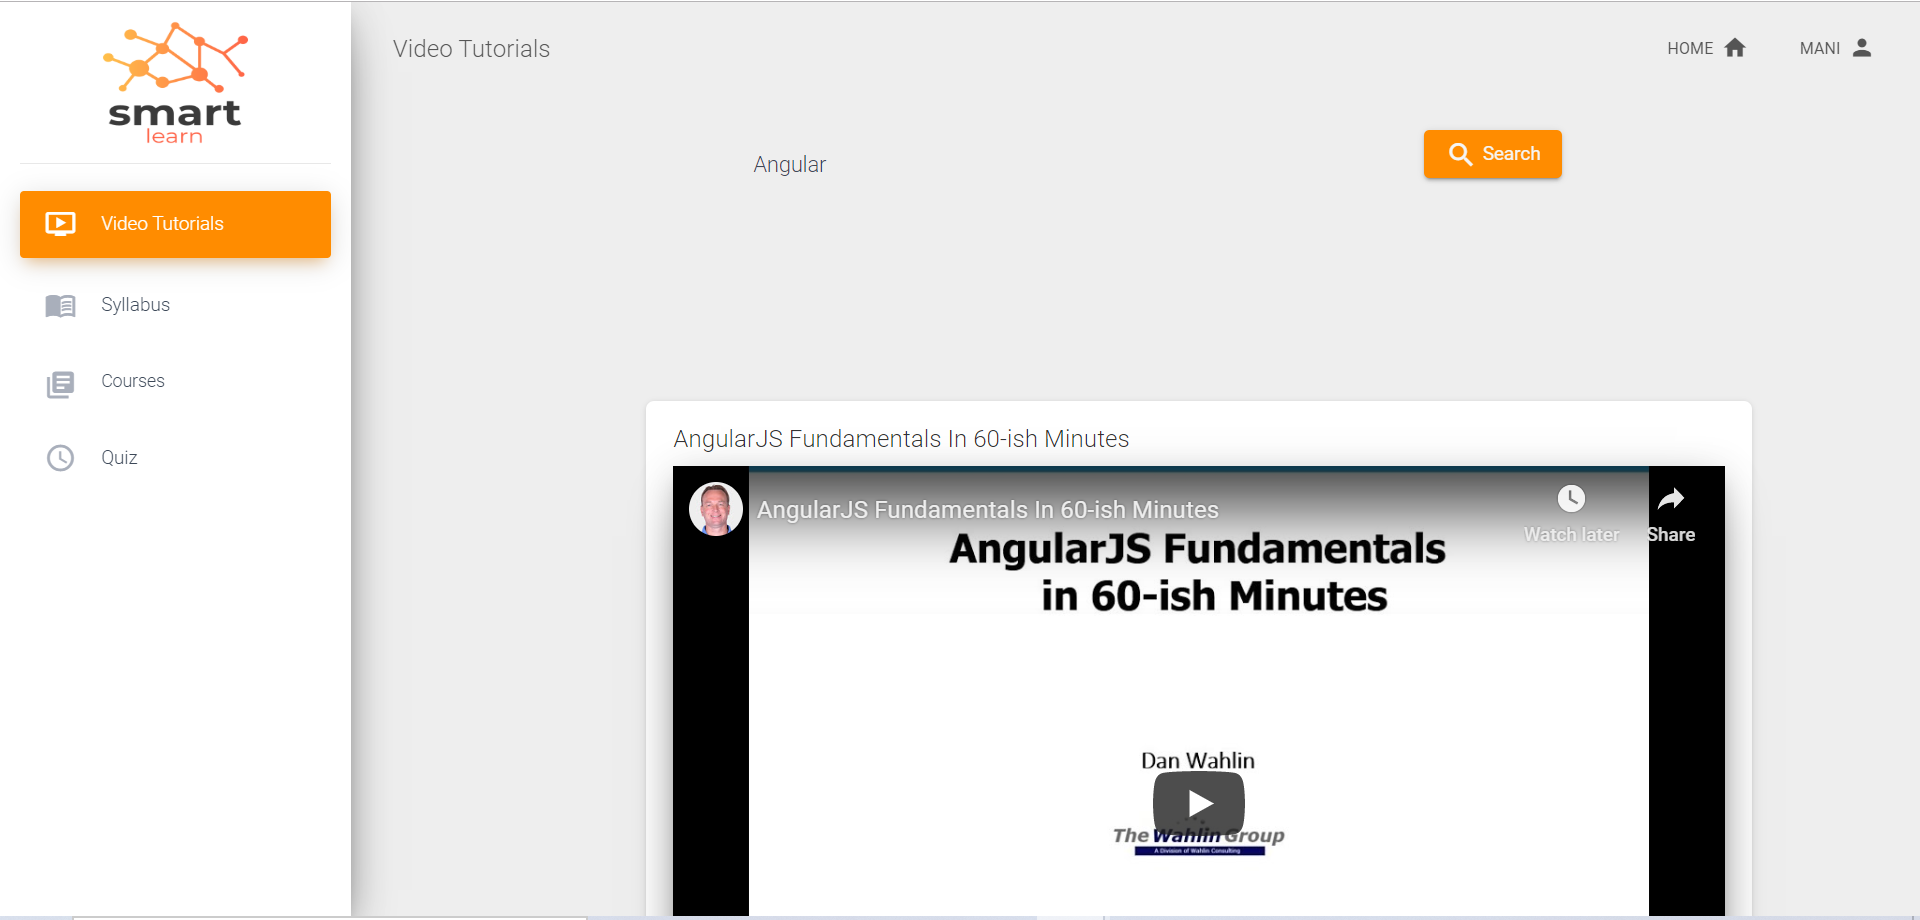 smart
learn
Video Tutorials
Syllabus
Courses
Quiz
Video Tutorials
HOME
MANI
Angular
Search
AngularJS Fundamentals In 60-ish Minutes
AngularJS Fundamentals In 60-ish Minutes
Watch later
Share
AngularJS Fundamentals
in 60-ish Minutes
Dan Wahlin
The Wahlin Group
A Division of Wahlin Consulting